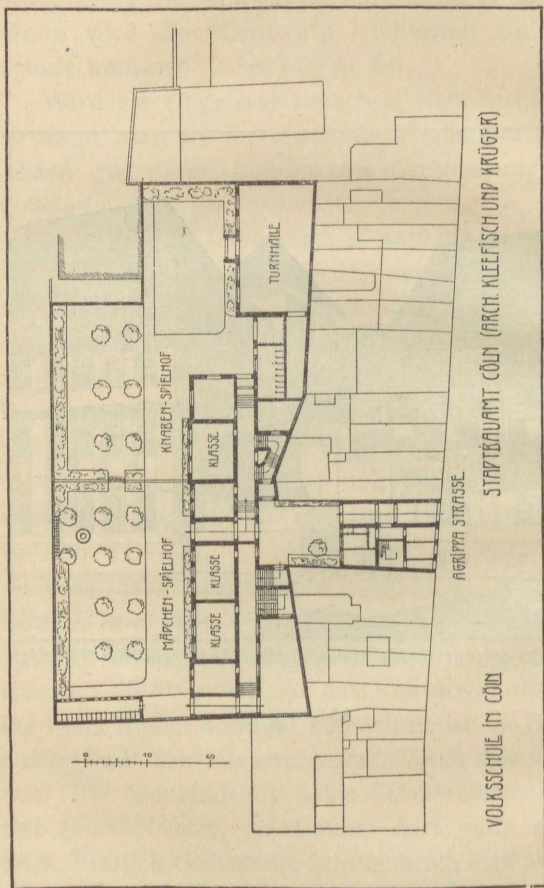 KNABEN-SPIELHOF
MÄDCHEN-SPIELHOF
TURNHALLE
KLASSE
KLASSE
KLASSE
AGRIPPA STRASSE
VOLKSSCHULE IN CÖLN
STADTBAUAMT CÖLN (ARCH. KLEEFISCH UND KRÜGER)
0
10